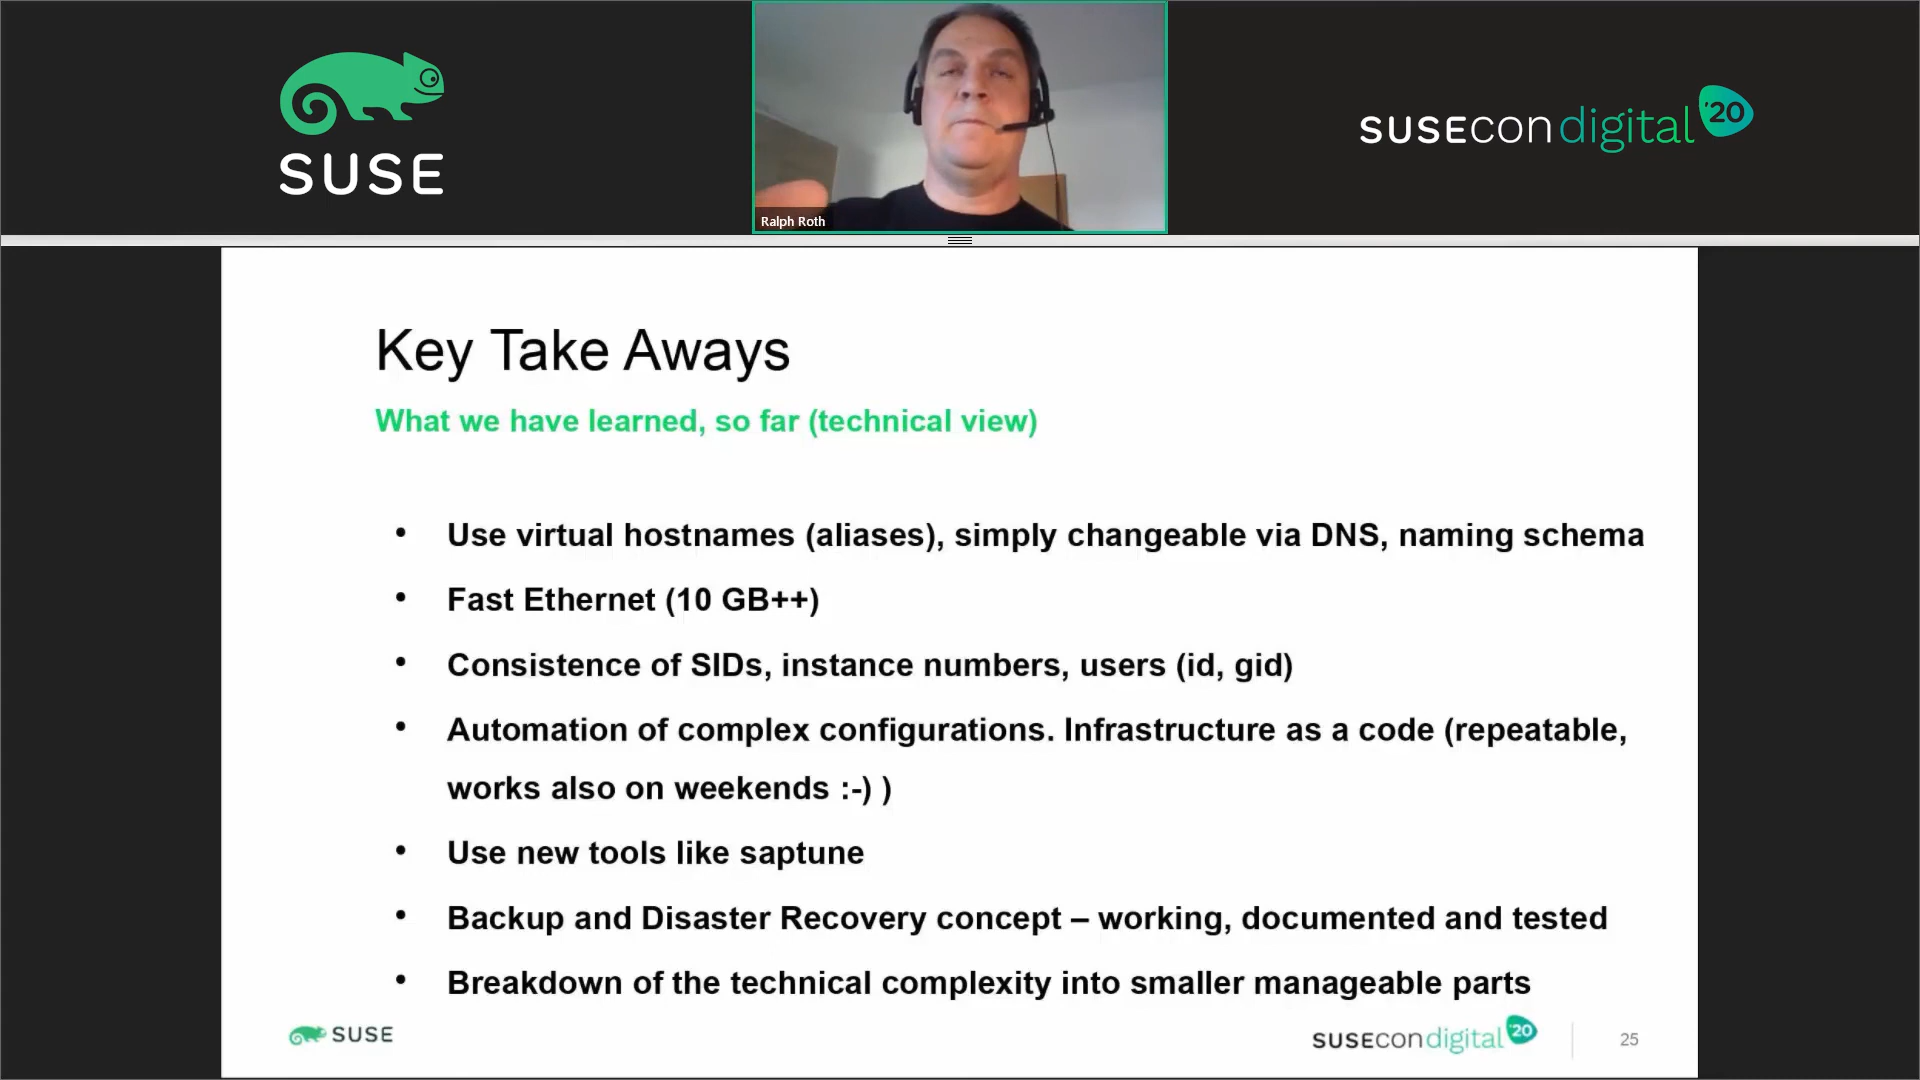 SUSE
Ralph Roth
SUSECON digital '20
Key Take Aways
What we have learned, so far (technical view)
• Use virtual hostnames (aliases), simply changeable via DNS, naming schema
• Fast Ethernet (10 GB++)
• Consistence of SIDs, instance numbers, users (id, gid)
• Automation of complex configurations. Infrastructure as a code (repeatable,
works also on weekends :-) )
• Use new tools like saptune
• Backup and Disaster Recovery concept – working, documented and tested
• Breakdown of the technical complexity into smaller manageable parts
SUSE
SUSECON digital '20
25